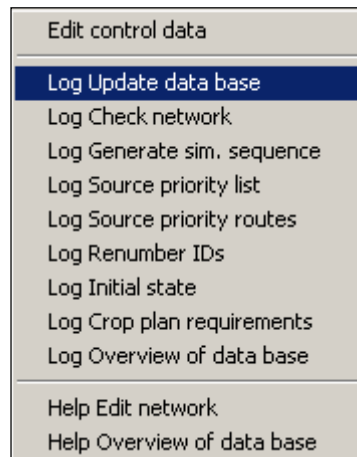 Edit control data
Log Update data base
Log Check network
Log Generate sim. sequence
Log Source priority list
Log Source priority routes
Log Renumber IDs
Log Initial state
Log Crop plan requirements
Log Overview of data base
Help Edit network
Help Overview of data base